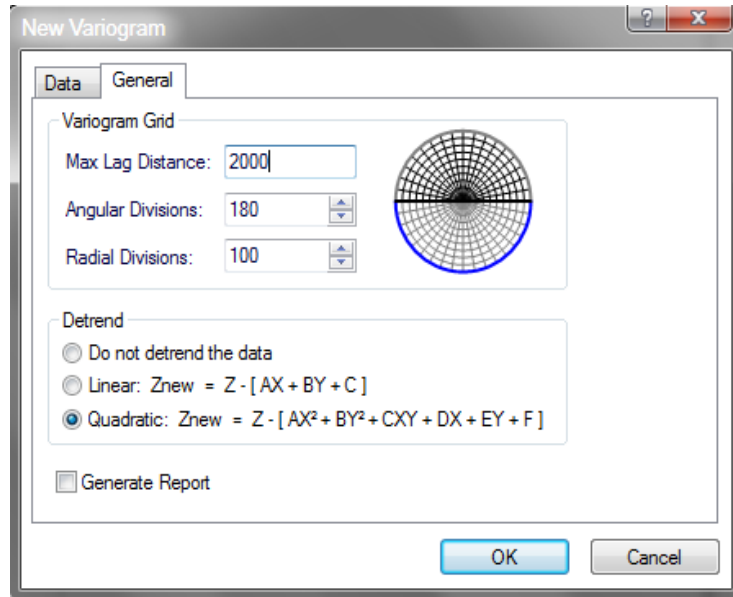 New Variogram
Data General
Variogram Grid
Max Lag Distance: 2000
Angular Divisions: 180
Radial Divisions: 100
Detrend
Do not detrend the data
Linear: Znew = Z - [ AX + BY + C ]
Quadratic: Znew = Z - [ AX² + BY² + CXY + DX + EY + F ]
Generate Report
OK Cancel